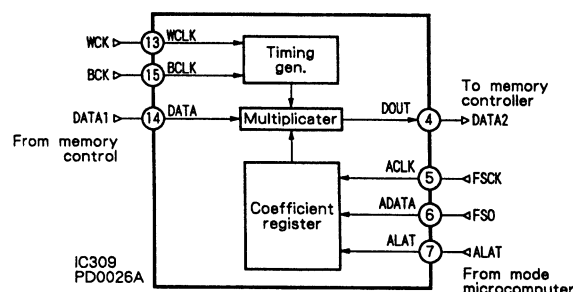 WCK 13 WCLK
Timing
gen.
BCK 15 BCLK
To memory
controller
DATA1 14 DATA
Multiplicater
DOUT 4 DATA2
From memory
control
ACLK 5 FSCK
Coefficient
register
ADATA 6 FSO
ALAT 7 ALAT
IC309
PD0026A
From mode
microcomputer